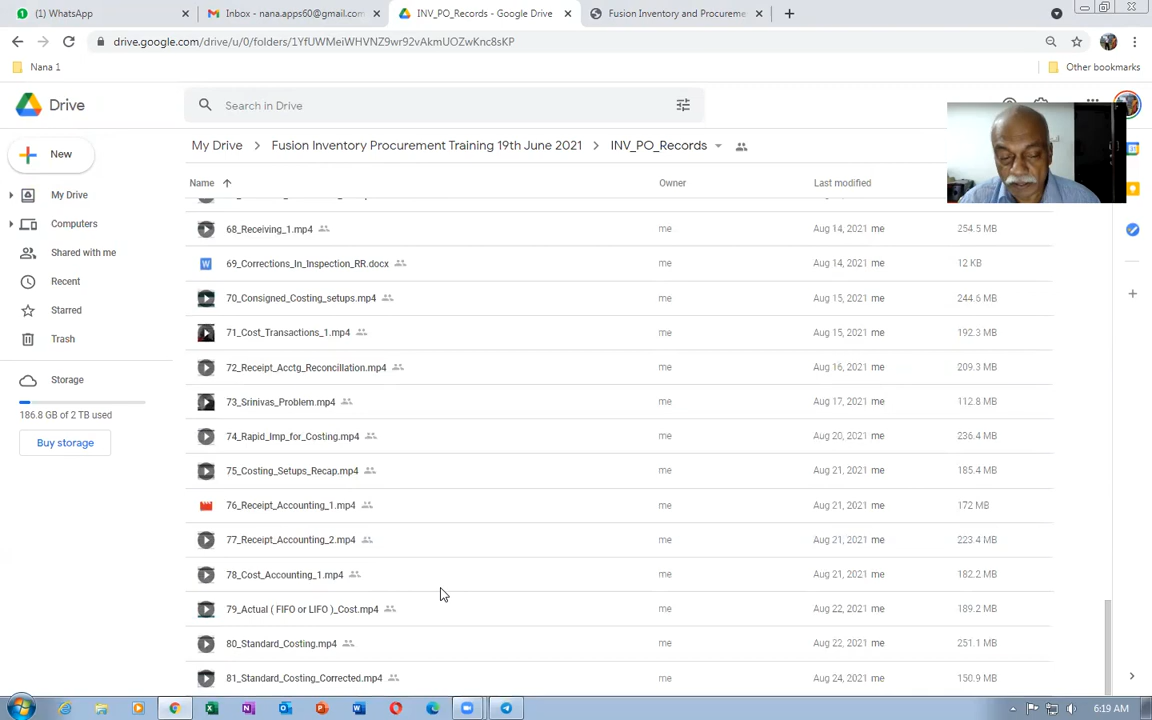 WhatsApp
Inbox - nana.apps60@gmail.com
INV_PO_Records - Google Drive
Fusion Inventory and Procureme
drive.google.com/drive/u/0/folders/1YfUWMeiWHVNZ9wr92vAkmUOZwKnc8sKP
Nana 1
Other bookmarks
Drive
Search in Drive
New
My Drive > Fusion Inventory Procurement Training 19th June 2021 > INV_PO_Records
Name
Owner
Last modified
My Drive
Computers
Shared with me
Recent
Starred
Trash
Storage
186.8 GB of 2 TB used
Buy storage
68_Receiving_1.mp4 me Aug 14, 2021 me 254.5 MB
69_Corrections_In_Inspection_RR.docx me Aug 14, 2021 me 12 KB
70_Consigned_Costing_setups.mp4 me Aug 15, 2021 me 244.6 MB
71_Cost_Transactions_1.mp4 me Aug 15, 2021 me 192.3 MB
72_Receipt_Acctg_Reconcillation.mp4 me Aug 16, 2021 me 209.3 MB
73_Srinivas_Problem.mp4 me Aug 17, 2021 me 112.8 MB
74_Rapid_Imp_for_Costing.mp4 me Aug 20, 2021 me 236.4 MB
75_Costing_Setups_Recap.mp4 me Aug 21, 2021 me 185.4 MB
76_Receipt_Accounting_1.mp4 me Aug 21, 2021 me 172 MB
77_Receipt_Accounting_2.mp4 me Aug 21, 2021 me 223.4 MB
78_Cost_Accounting_1.mp4 me Aug 21, 2021 me 182.2 MB
79_Actual ( FIFO or LIFO )_Cost.mp4 me Aug 22, 2021 me 189.2 MB
80_Standard_Costing.mp4 me Aug 22, 2021 me 251.1 MB
81_Standard_Costing_Corrected.mp4 me Aug 24, 2021 me 150.9 MB
6:19 AM